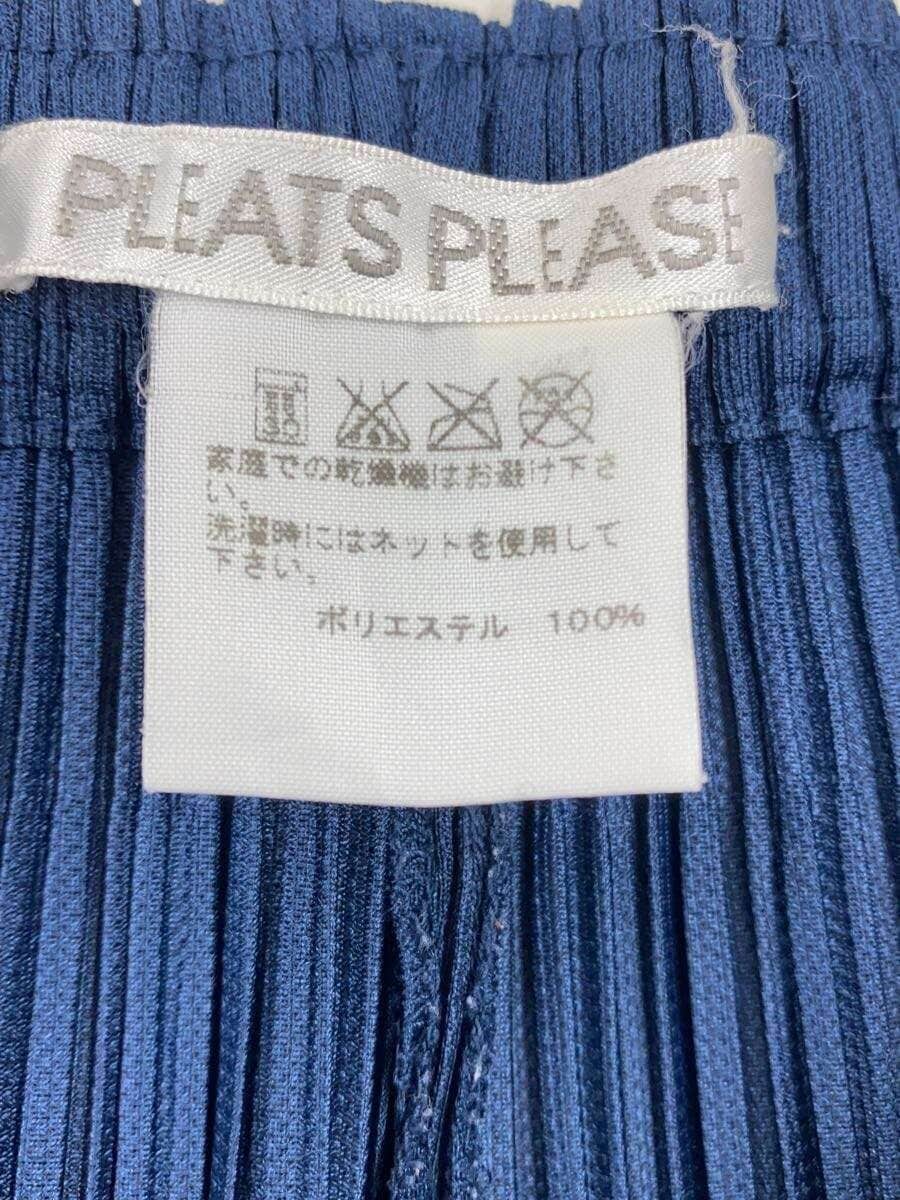 PLEATS PLEASE
家庭での乾燥機はお避け下さ
い。
洗濯時にはネットを使用して
下さい。
ポリエステル 100%